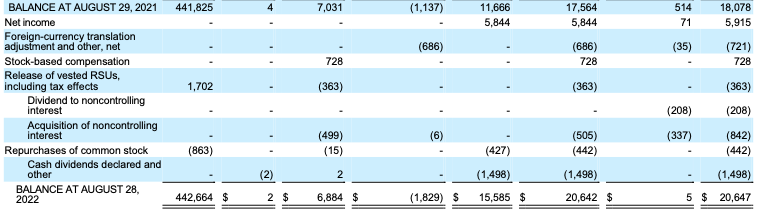 BALANCE AT AUGUST 29, 2021 441,825 4 7,031 (1,137) 11,666 17,564 514 18,078
Net income - - - - 5,844 5,844 71 5,915
Foreign-currency translation
adjustment and other, net - - - (686) - (686) (35) (721)
Stock-based compensation - - 728 - - 728 - 728
Release of vested RSUs,
including tax effects 1,702 - (363) - - (363) - (363)
Dividend to noncontrolling
interest - - - - - - (208) (208)
Acquisition of noncontrolling
interest - - (499) (6) - (505) (337) (842)
Repurchases of common stock (863) - (15) - (427) (442) - (442)
Cash dividends declared and
other - (2) 2 - (1,498) (1,498) - (1,498)
BALANCE AT AUGUST 28,
2022 442,664 $ 2 $ 6,884 $ (1,829) $ 15,585 $ 20,642 $ 5 $ 20,647